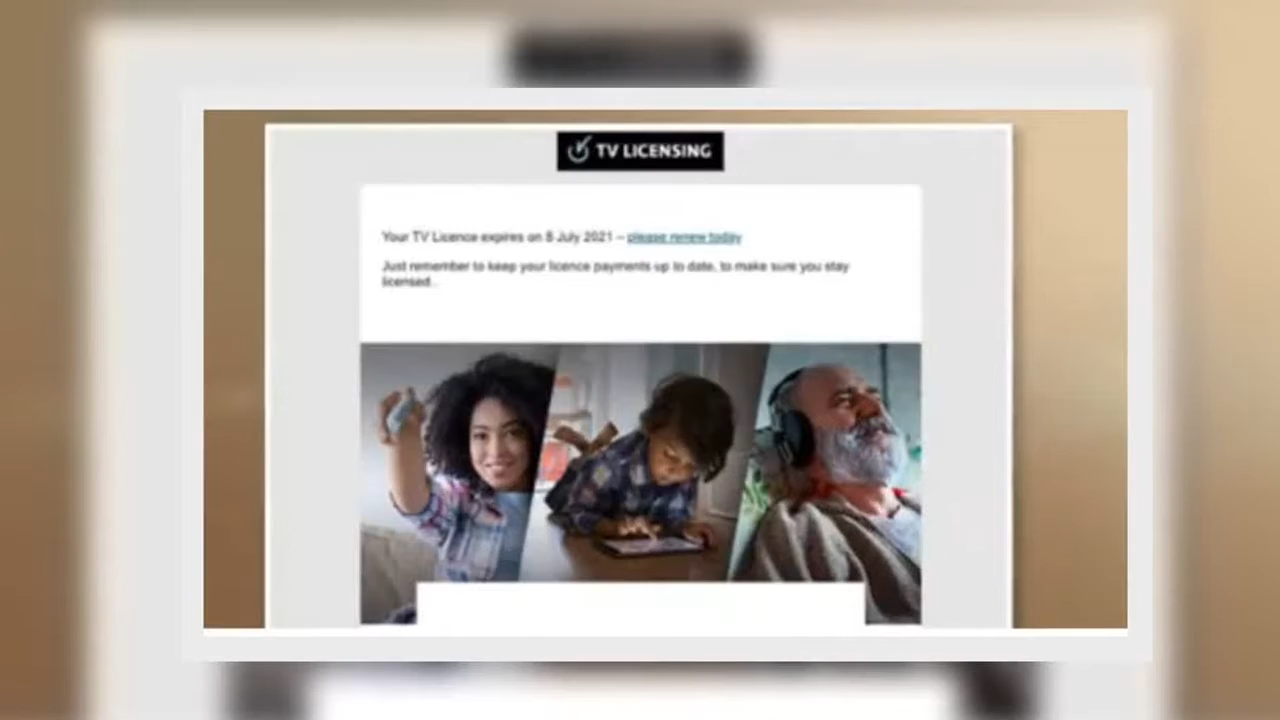 TV LICENSING
Your TV Licence expires on 8 July 2021 – please renew today
Just remember to keep your licence payments up to date, to make sure you stay
licensed.